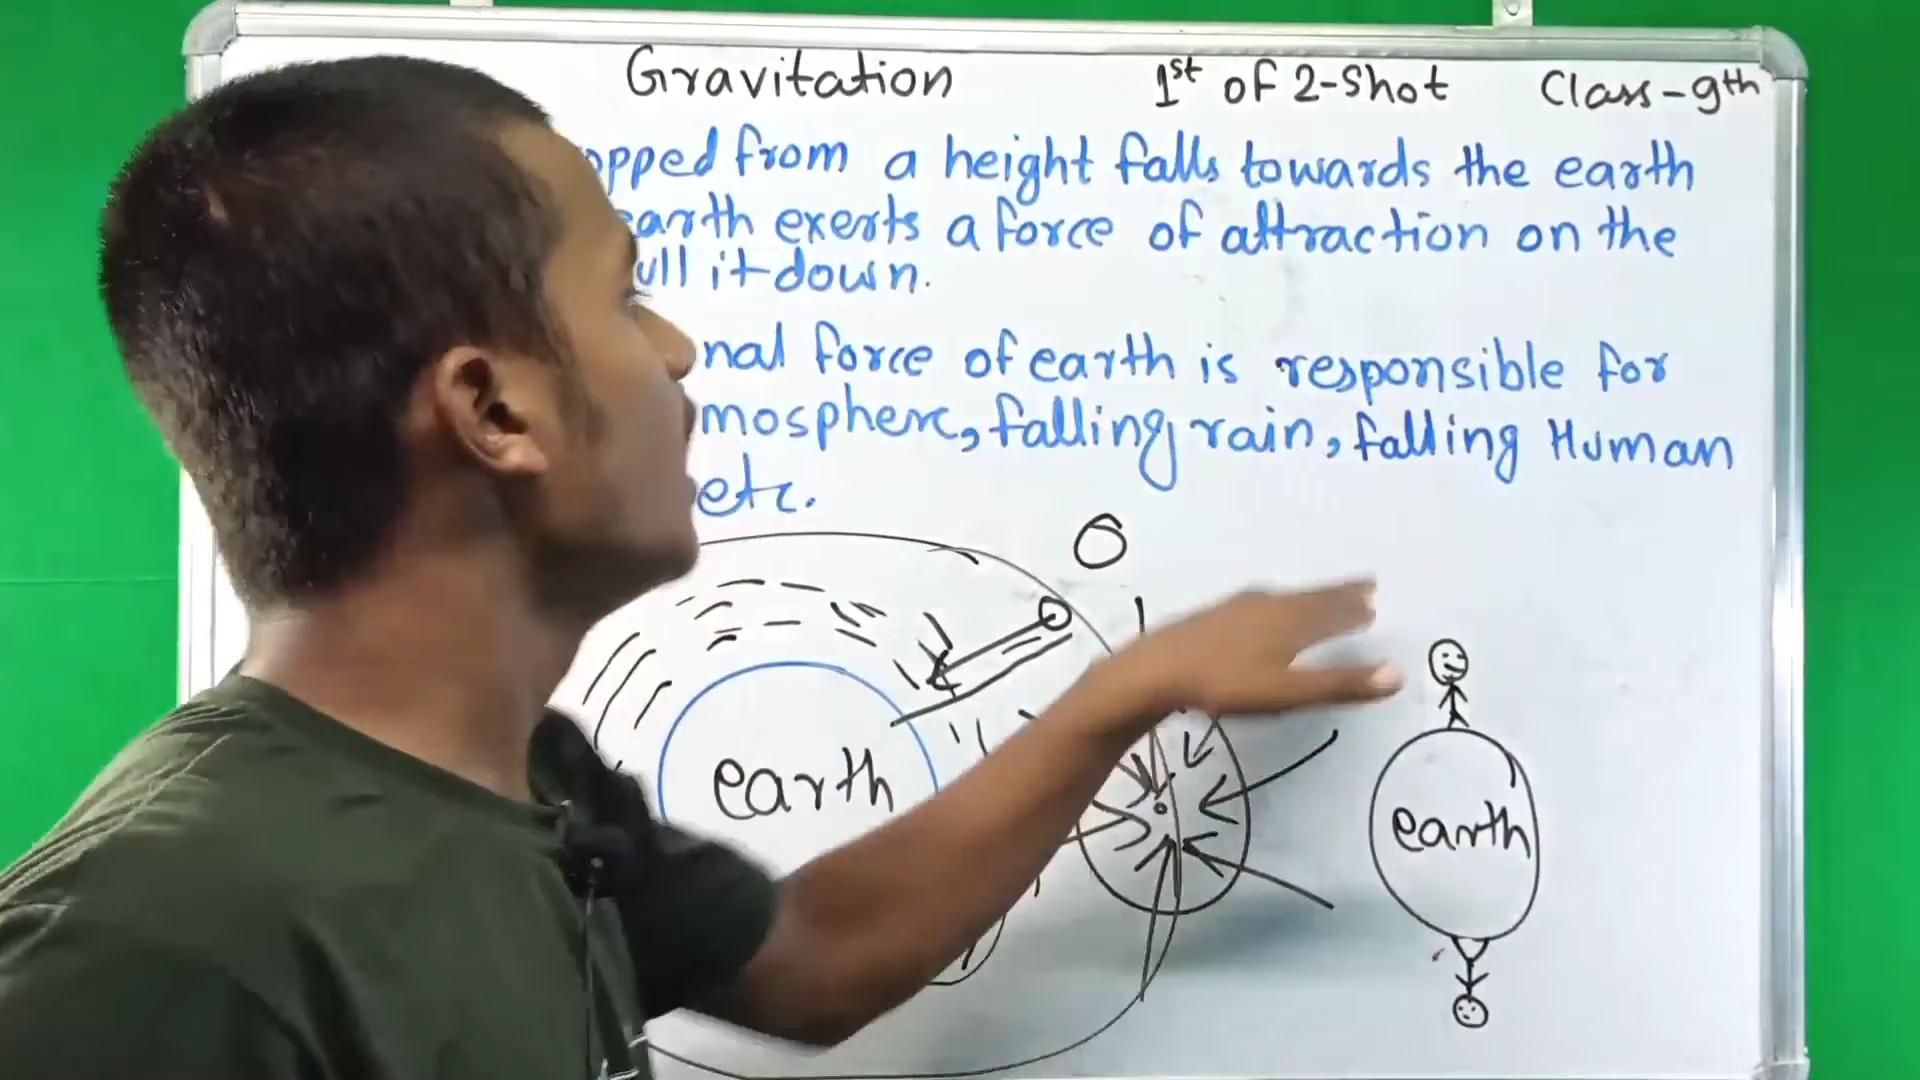 Gravitation 1st of 2-Shot Class-9th
opped from a height falls towards the earth
earth exerts a force of attraction on the
ull it down.
nal force of earth is responsible for
mosphere, falling rain, falling Human
etc.
earth
earth